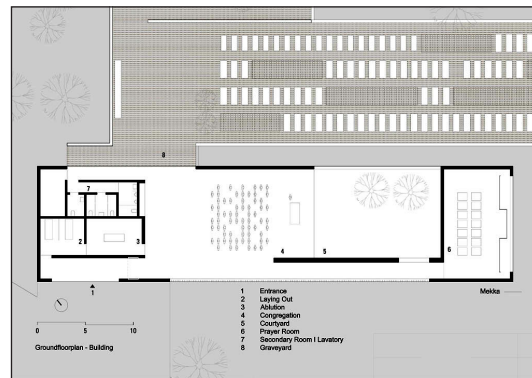 8
7
2
3
4
5
6
1
Mekka
0 5 10
Groundfloorplan - Building
1 Entrance
2 Laying Out
3 Ablution
4 Congregation
5 Courtyard
6 Prayer Room
7 Secondary Room I Lavatory
8 Graveyard